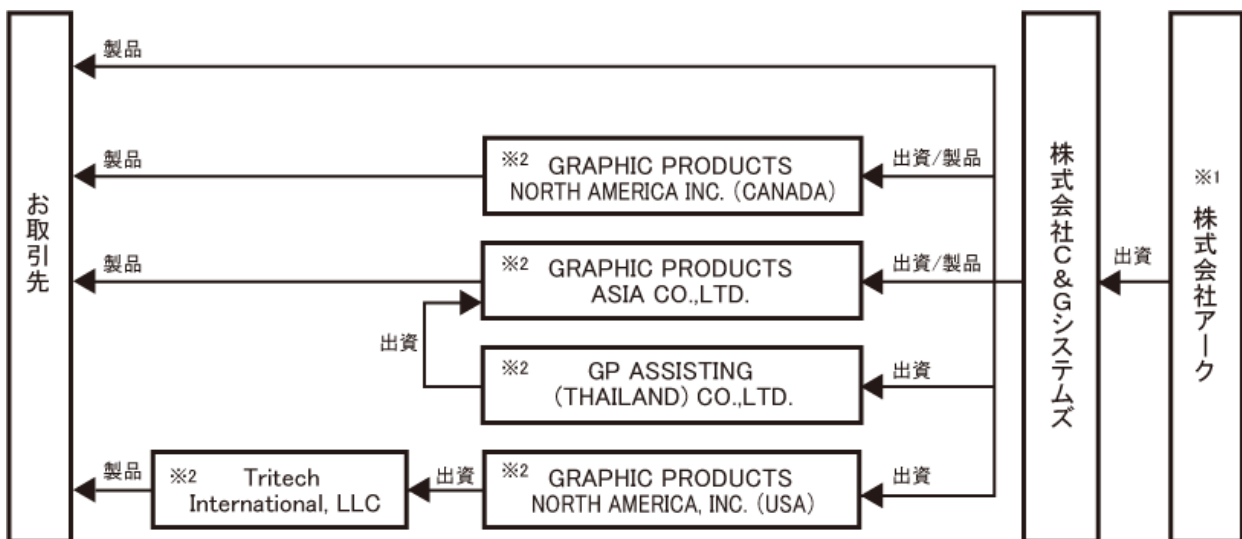 お取引先
製品
製品
※2 GRAPHIC PRODUCTS
NORTH AMERICA INC. (CANADA)
出資/製品
製品
※2 GRAPHIC PRODUCTS
ASIA CO.,LTD.
出資/製品
出資
※2 GP ASSISTING
(THAILAND) CO.,LTD.
出資
製品
※2 Tritech
International, LLC
出資
※2 GRAPHIC PRODUCTS
NORTH AMERICA, INC. (USA)
出資
株式会社C&Gシステムズ
出資
※1 株式会社アーク